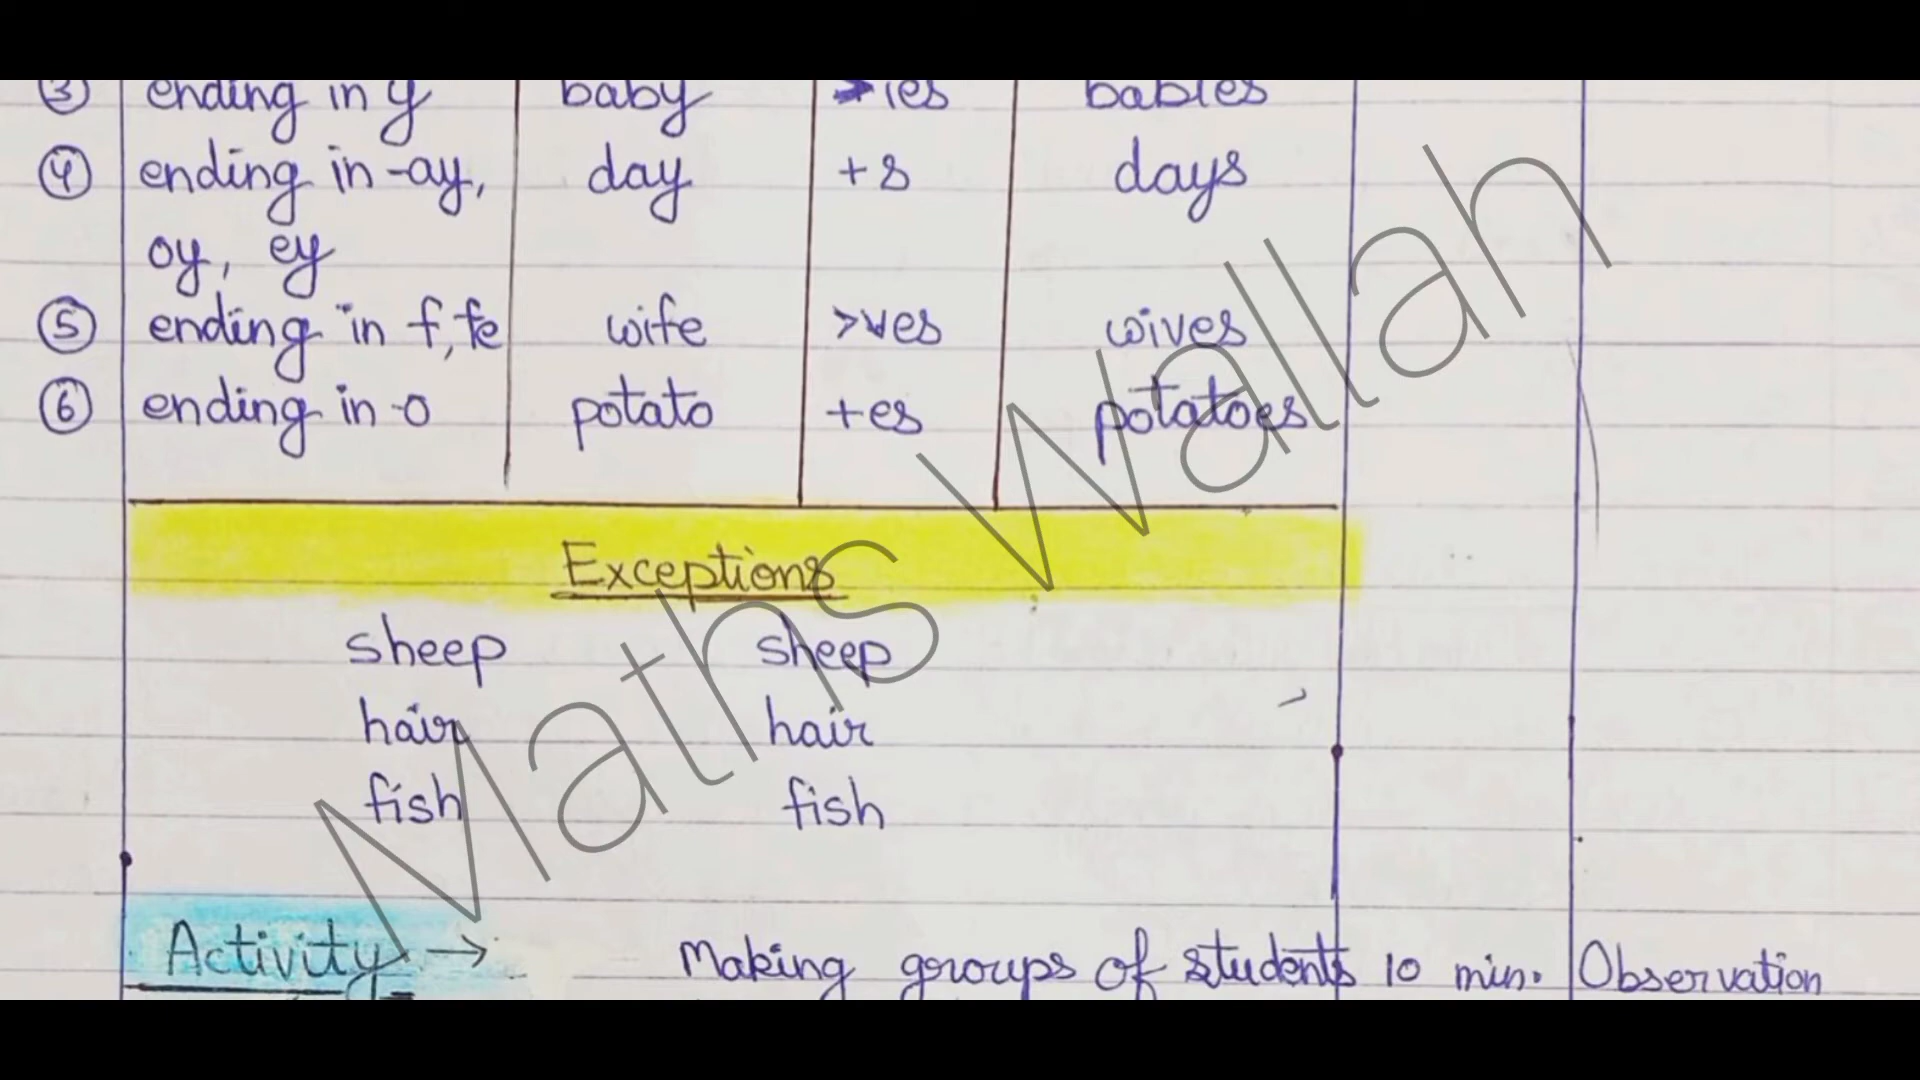 ③ ending in y baby >ies babies
④ ending in -ay, day +s days
oy, ey
⑤ ending in f, fe wife >ves wives
⑥ ending in -o potato +es potatoes
Exceptions
sheep sheep
hair hair
fish fish
Activity → Making groups of students 10 min. Observation
Maths Wallah